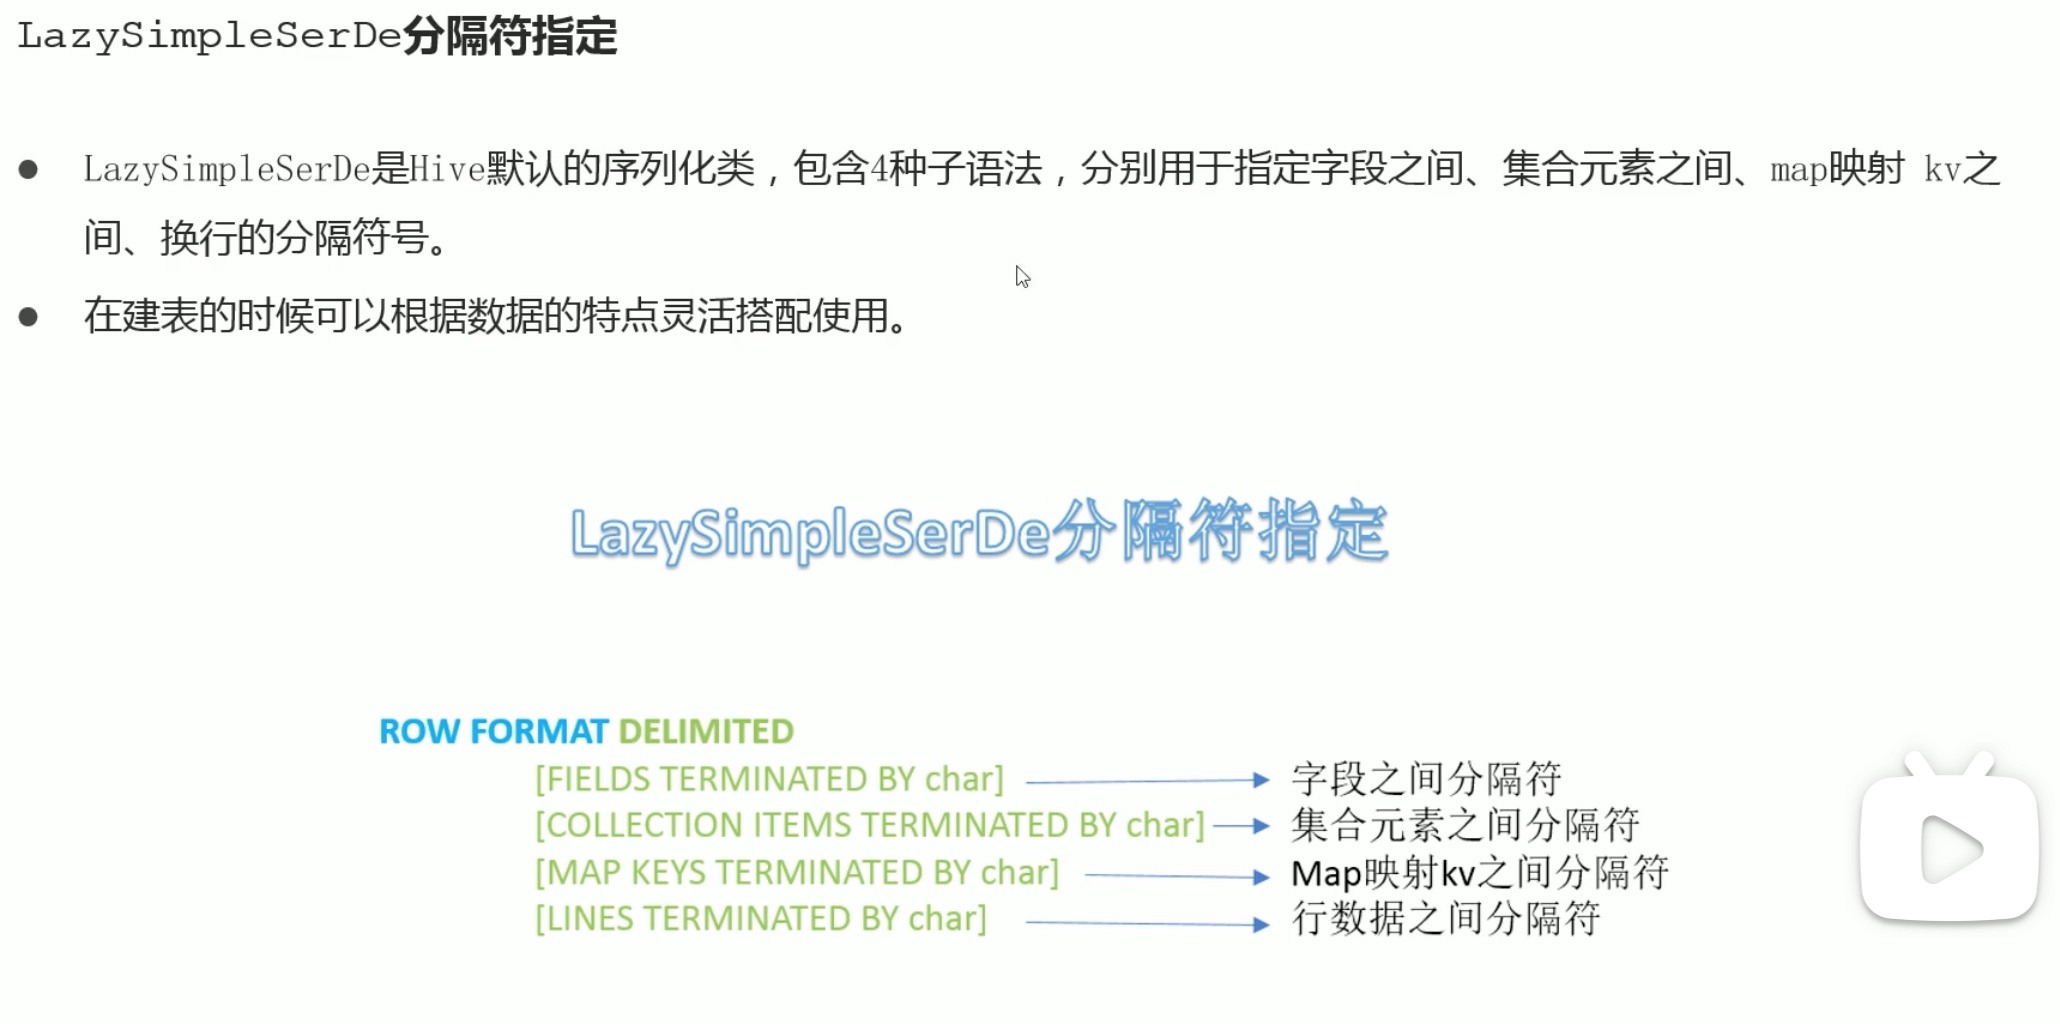 LazySimpleSerDe分隔符指定
● LazySimpleSerDe是Hive默认的序列化类，包含4种子语法，分别用于指定字段之间、集合元素之间、map映射 kv之
间、换行的分隔符号。
● 在建表的时候可以根据数据的特点灵活搭配使用。
LazySimpleSerDe分隔符指定
ROW FORMAT DELIMITED
[FIELDS TERMINATED BY char] 字段之间分隔符
[COLLECTION ITEMS TERMINATED BY char] 集合元素之间分隔符
[MAP KEYS TERMINATED BY char] Map映射kv之间分隔符
[LINES TERMINATED BY char] 行数据之间分隔符